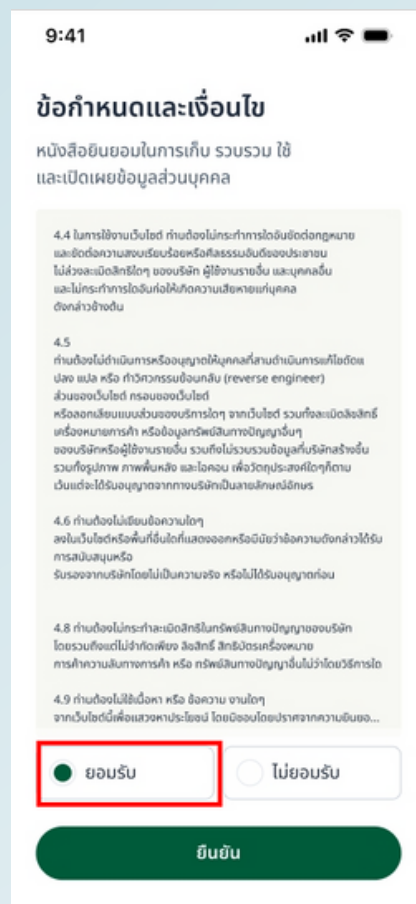 9:41
ข้อกำหนดและเงื่อนไข
หนังสือยินยอมในการเก็บ รวบรวม ใช้
และเปิดเผยข้อมูลส่วนบุคคล
4.4 ในการใช้งานเว็บไซต์ ท่านต้องไม่กระทำการใดอันขัดต่อกฎหมาย
และขัดต่อความสงบเรียบร้อยหรือศีลธรรมอันดีของประชาชน
ไม่ล่วงละเมิดสิทธิใดๆ ของบริษัท ผู้ใช้งานรายอื่น และบุคคลอื่น
และไม่กระทำการใดอันก่อให้เกิดความเสียหายแก่บุคคล
ดังกล่าวข้างต้น
4.5
ท่านต้องไม่ดำเนินการหรืออนุญาตให้บุคคลที่สามดำเนินการแก้ไขดัดแ
ปลง แปล หรือ ทำวิศวกรรมย้อนกลับ (reverse engineer)
ส่วนของเว็บไซต์ กรอบของเว็บไซต์
หรือลอกเลียนแบบส่วนของบริการใดๆ จากเว็บไซต์ รวมทั้งละเมิดลิขสิทธิ์
เครื่องหมายการค้า หรือข้อมูลทรัพย์สินทางปัญญาอื่นๆ
ของบริษัทหรือผู้ใช้งานรายอื่น รวมถึงไม่รวบรวมข้อมูลที่บริษัทสร้างขึ้น
รวมทั้งรูปภาพ ภาพพื้นหลัง และไอคอน เพื่อวัตถุประสงค์ใดๆก็ตาม
เว้นแต่จะได้รับอนุญาตจากทางบริษัทเป็นลายลักษณ์อักษร
4.6 ท่านต้องไม่เขียนข้อความใดๆ
ลงในเว็บไซต์หรือพื้นที่อื่นใดที่แสดงออกหรือมีนัยว่าข้อความดังกล่าวได้รับ
การสนับสนุนหรือ
รับรองจากบริษัทโดยไม่เป็นความจริง หรือไม่ได้รับอนุญาตก่อน
4.8 ท่านต้องไม่กระทำละเมิดสิทธิในทรัพย์สินทางปัญญาของบริษัท
โดยรวมถึงแต่ไม่จำกัดเพียง ลิขสิทธิ์ สิทธิบัตรเครื่องหมาย
การค้าความลับทางการค้า หรือ ทรัพย์สินทางปัญญาอื่นไม่ว่าโดยวิธีการใด
4.9 ท่านต้องไม่ใช้เนื้อหา หรือ ข้อความ งานใดๆ
จากเว็บไซต์นี้เพื่อแสวงหาประโยชน์ โดยมิชอบโดยปราศจากความยินยอ...
ยอมรับ
ไม่ยอมรับ
ยืนยัน